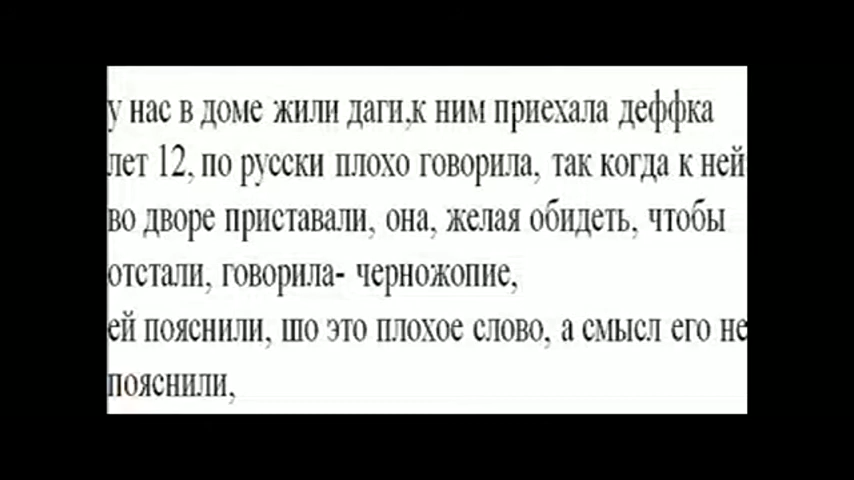 у нас в доме жили даги,к ним приехала деффка
лет 12, по русски плохо говорила, так когда к ней
во дворе приставали, она, желая обидеть, чтобы
отстали, говорила- черножопие,
ей пояснили, шо это плохое слово, а смысл его не
пояснили,